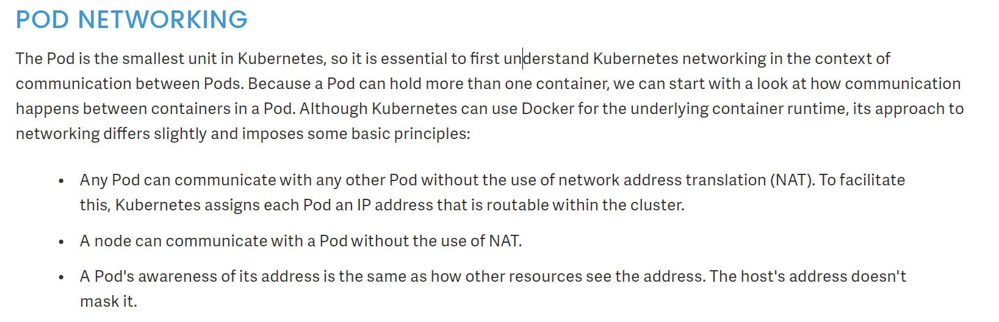 POD NETWORKING
The Pod is the smallest unit in Kubernetes, so it is essential to first understand Kubernetes networking in the context of
communication between Pods. Because a Pod can hold more than one container, we can start with a look at how communication
happens between containers in a Pod. Although Kubernetes can use Docker for the underlying container runtime, its approach to
networking differs slightly and imposes some basic principles:
• Any Pod can communicate with any other Pod without the use of network address translation (NAT). To facilitate
this, Kubernetes assigns each Pod an IP address that is routable within the cluster.
• A node can communicate with a Pod without the use of NAT.
• A Pod's awareness of its address is the same as how other resources see the address. The host's address doesn't
mask it.